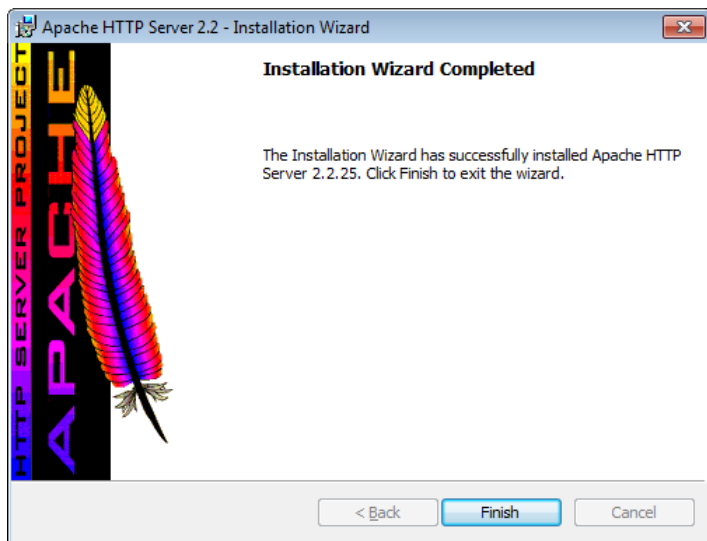 Apache HTTP Server 2.2 - Installation Wizard
HTTP SERVER PROJECT
APACHE
Installation Wizard Completed
The Installation Wizard has successfully installed Apache HTTP
Server 2.2.25. Click Finish to exit the wizard.
< Back
Finish
Cancel